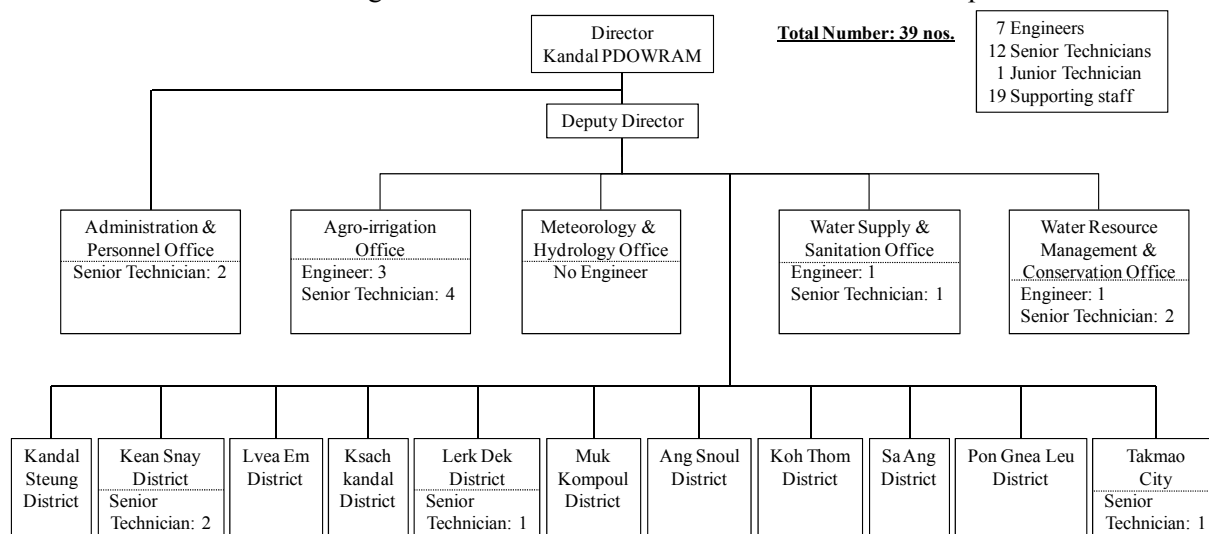 Director
Kandal PDOWRAM
Total Number: 39 nos.
7 Engineers
12 Senior Technicians
1 Junior Technician
19 Supporting staff
Deputy Director
Administration &
Personnel Office
Senior Technician: 2
Agro-irrigation
Office
Engineer: 3
Senior Technician: 4
Meteorology &
Hydrology Office
No Engineer
Water Supply &
Sanitation Office
Engineer: 1
Senior Technician: 1
Water Resource
Management &
Conservation Office
Engineer: 1
Senior Technician: 2
Kandal
Steung
District
Kean Snay
District
Senior
Technician: 2
Lvea Em
District
Ksach
kandal
District
Lerk Dek
District
Senior
Technician: 1
Muk
Kompoul
District
Ang Snoul
District
Koh Thom
District
Sa Ang
District
Pon Gnea Leu
District
Takmao
City
Senior
Technician: 1